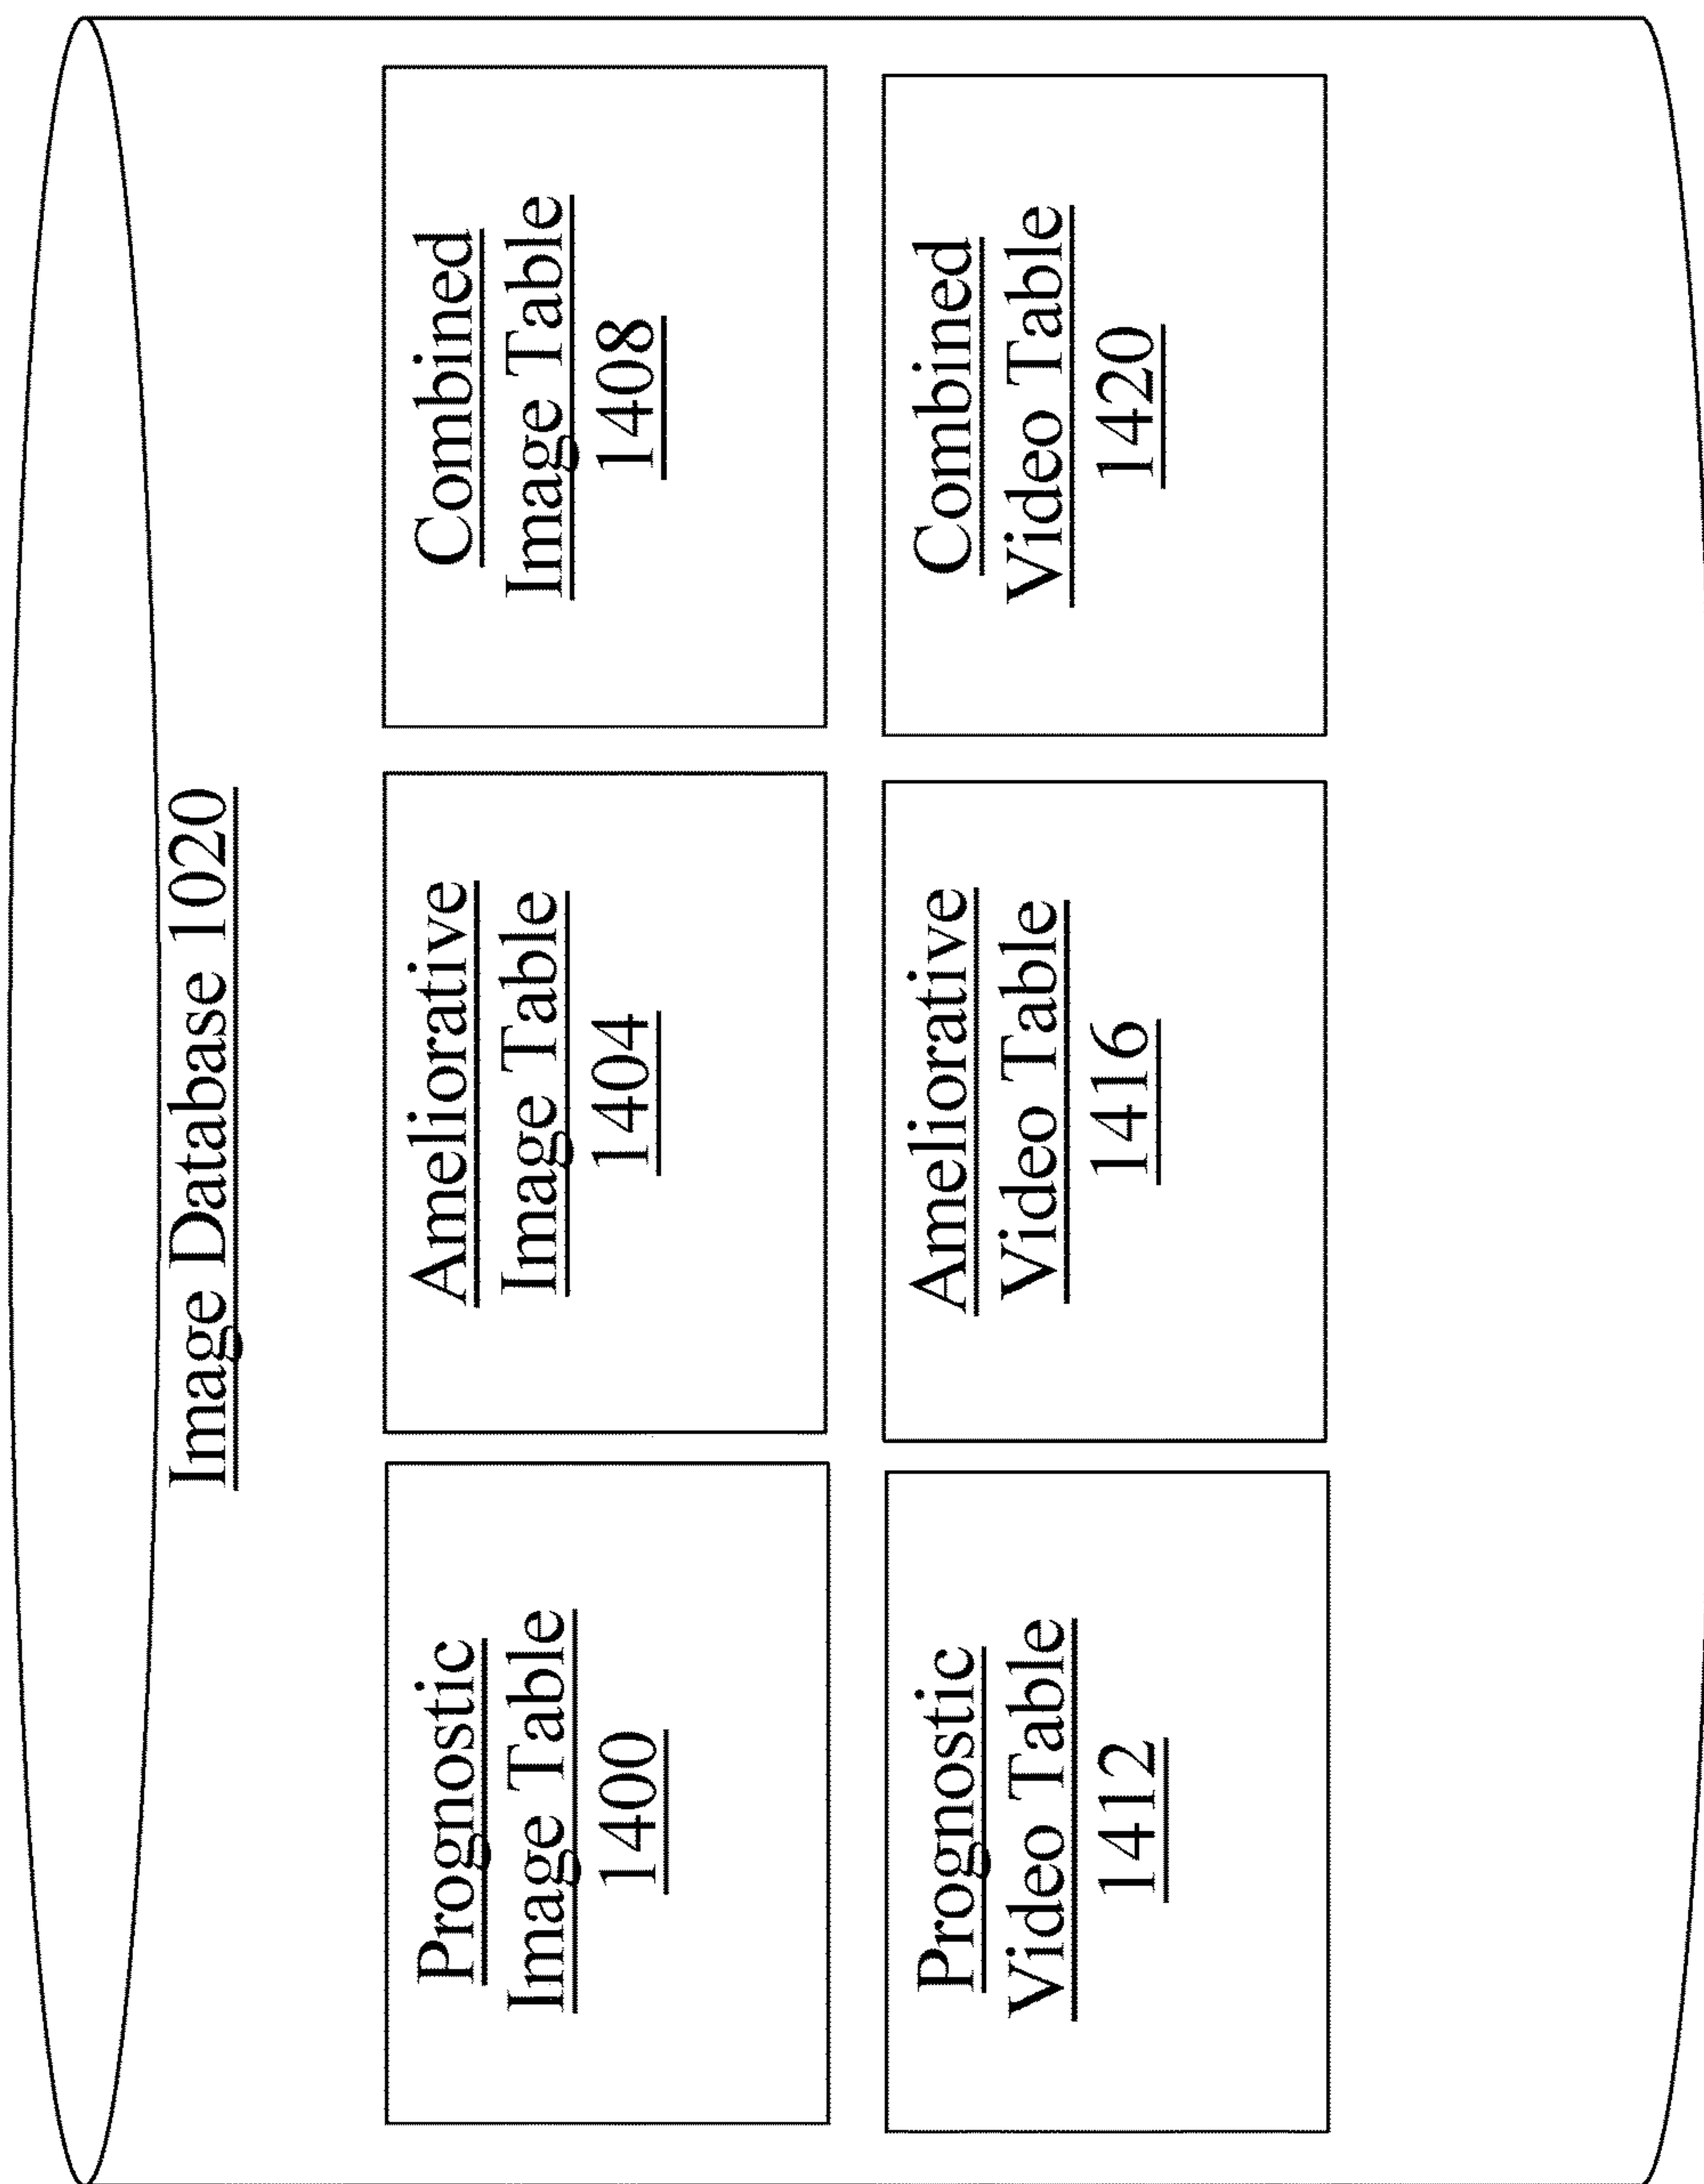 Image Database 1020
Prognostic
Image Table
1400
Ameliorative
Image Table
1404
Combined
Image Table
1408
Prognostic
Video Table
1412
Ameliorative
Video Table
1416
Combined
Video Table
1420